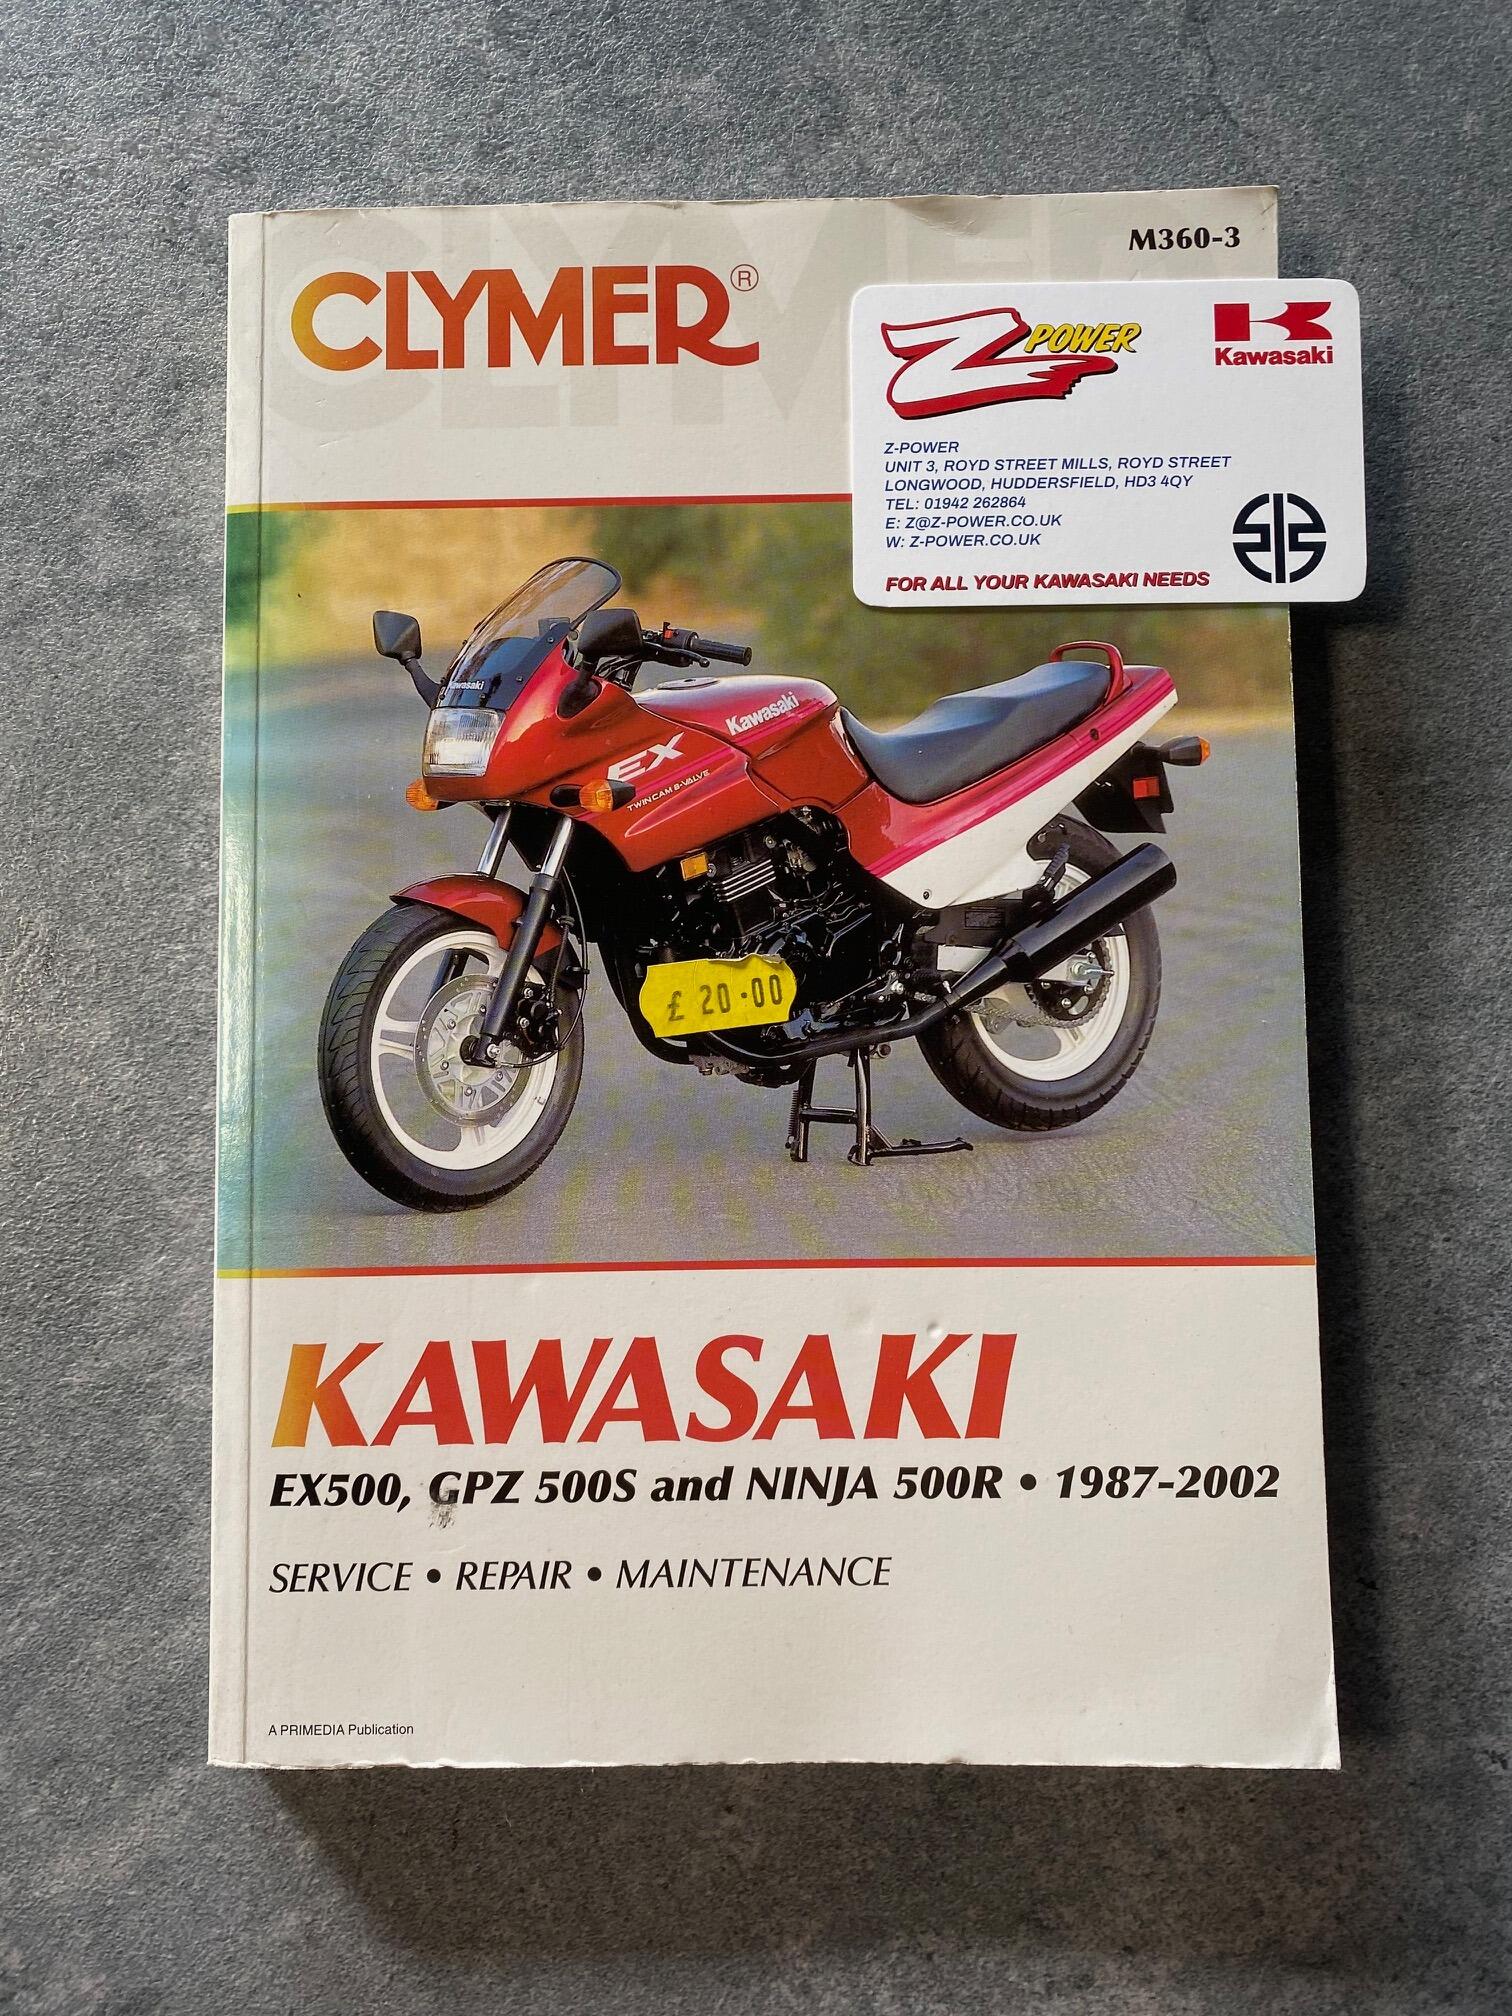 M360-3
CLYMER®
Z POWER
Kawasaki
Z-POWER
UNIT 3, ROYD STREET MILLS, ROYD STREET
LONGWOOD, HUDDERSFIELD, HD3 4QY
TEL: 01942 262864
E: Z@Z-POWER.CO.UK
W: Z-POWER.CO.UK
FOR ALL YOUR KAWASAKI NEEDS
Kawasaki
Kawasaki
EX
TWIN CAM 8-VALVE
£ 20.00
KAWASAKI
EX500, GPZ 500S and NINJA 500R • 1987-2002
SERVICE • REPAIR • MAINTENANCE
A PRIMEDIA Publication